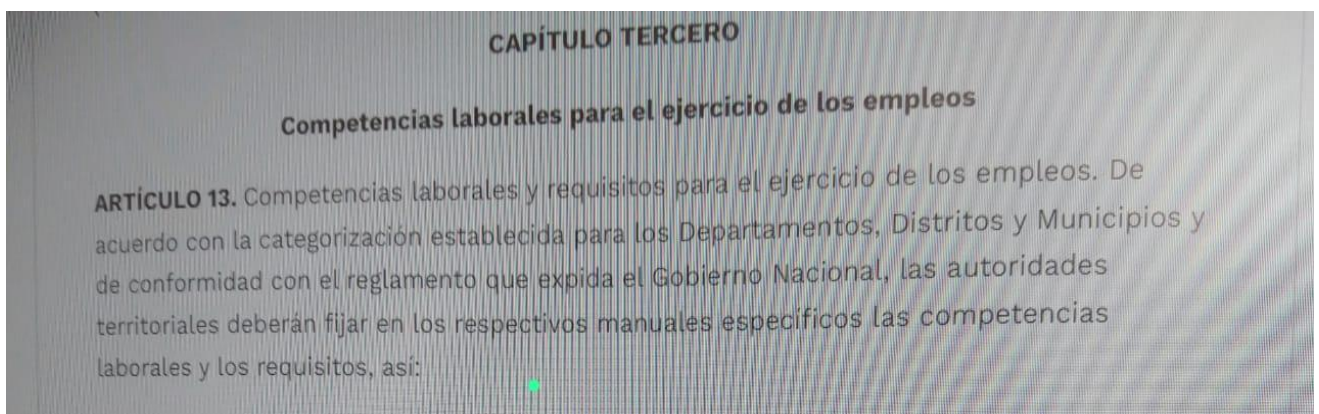 CAPÍTULO TERCERO
Competencias laborales para el ejercicio de los empleos
ARTÍCULO 13. Competencias laborales y requisitos para el ejercicio de los empleos. De
acuerdo con la categorización establecida para los Departamentos, Distritos y Municipios y
de conformidad con el reglamento que expida el Gobierno Nacional, las autoridades
territoriales deberán fijar en los respectivos manuales específicos las competencias
laborales y los requisitos, así: